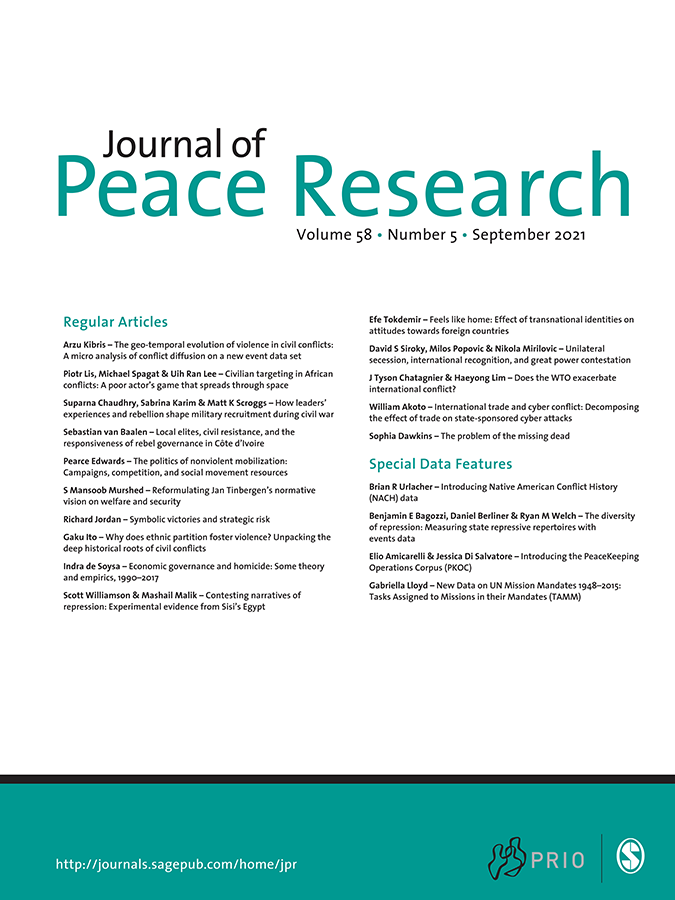 Journal of
Peace Research
Volume 58 • Number 5 • September 2021
Regular Articles
Arzu Kibris – The geo-temporal evolution of violence in civil conflicts:
A micro analysis of conflict diffusion on a new event data set
Piotr Lis, Michael Spagat & Uih Ran Lee – Civilian targeting in African
conflicts: A poor actor's game that spreads through space
Suparna Chaudhry, Sabrina Karim & Matt K Scroggs – How leaders'
experiences and rebellion shape military recruitment during civil war
Sebastian van Baalen – Local elites, civil resistance, and the
responsiveness of rebel governance in Côte d'Ivoire
Pearce Edwards – The politics of nonviolent mobilization:
Campaigns, competition, and social movement resources
S Mansoob Murshed – Reformulating Jan Tinbergen's normative
vision on welfare and security
Richard Jordan – Symbolic victories and strategic risk
Gaku Ito – Why does ethnic partition foster violence? Unpacking the
deep historical roots of civil conflicts
Indra de Soysa – Economic governance and homicide: Some theory
and empirics, 1990–2017
Scott Williamson & Mashail Malik – Contesting narratives of
repression: Experimental evidence from Sisi's Egypt
Efe Tokdemir – Feels like home: Effect of transnational identities on
attitudes towards foreign countries
David S Siroky, Milos Popovic & Nikola Mirilovic – Unilateral
secession, international recognition, and great power contestation
J Tyson Chatagnier & Haeyong Lim – Does the WTO exacerbate
international conflict?
William Akoto – International trade and cyber conflict: Decomposing
the effect of trade on state-sponsored cyber attacks
Sophia Dawkins – The problem of the missing dead
Special Data Features
Brian R Urlacher – Introducing Native American Conflict History
(NACH) data
Benjamin E Bagozzi, Daniel Berliner & Ryan M Welch – The diversity
of repression: Measuring state repressive repertoires with
events data
Elio Amicarelli & Jessica Di Salvatore – Introducing the PeaceKeeping
Operations Corpus (PKOC)
Gabriella Lloyd – New Data on UN Mission Mandates 1948–2015:
Tasks Assigned to Missions in their Mandates (TAMM)
http://journals.sagepub.com/home/jpr
PRIO
S